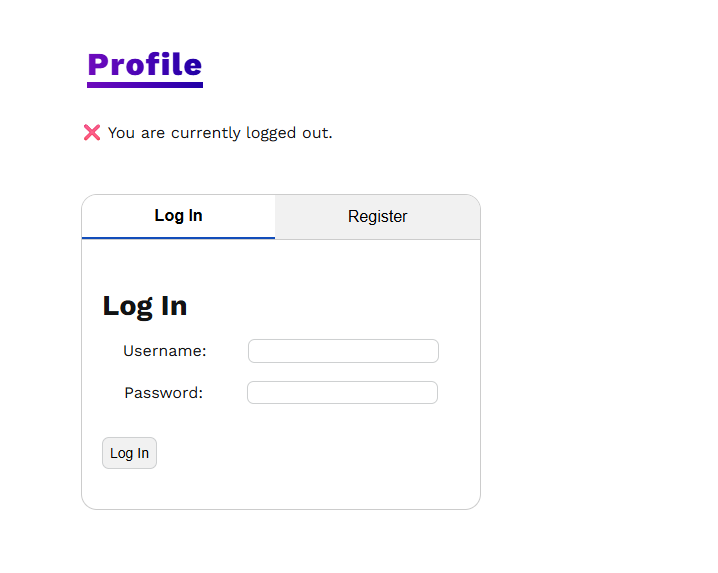 Profile
❌ You are currently logged out.
Log In Register
Log In
Username:
Password:
Log In